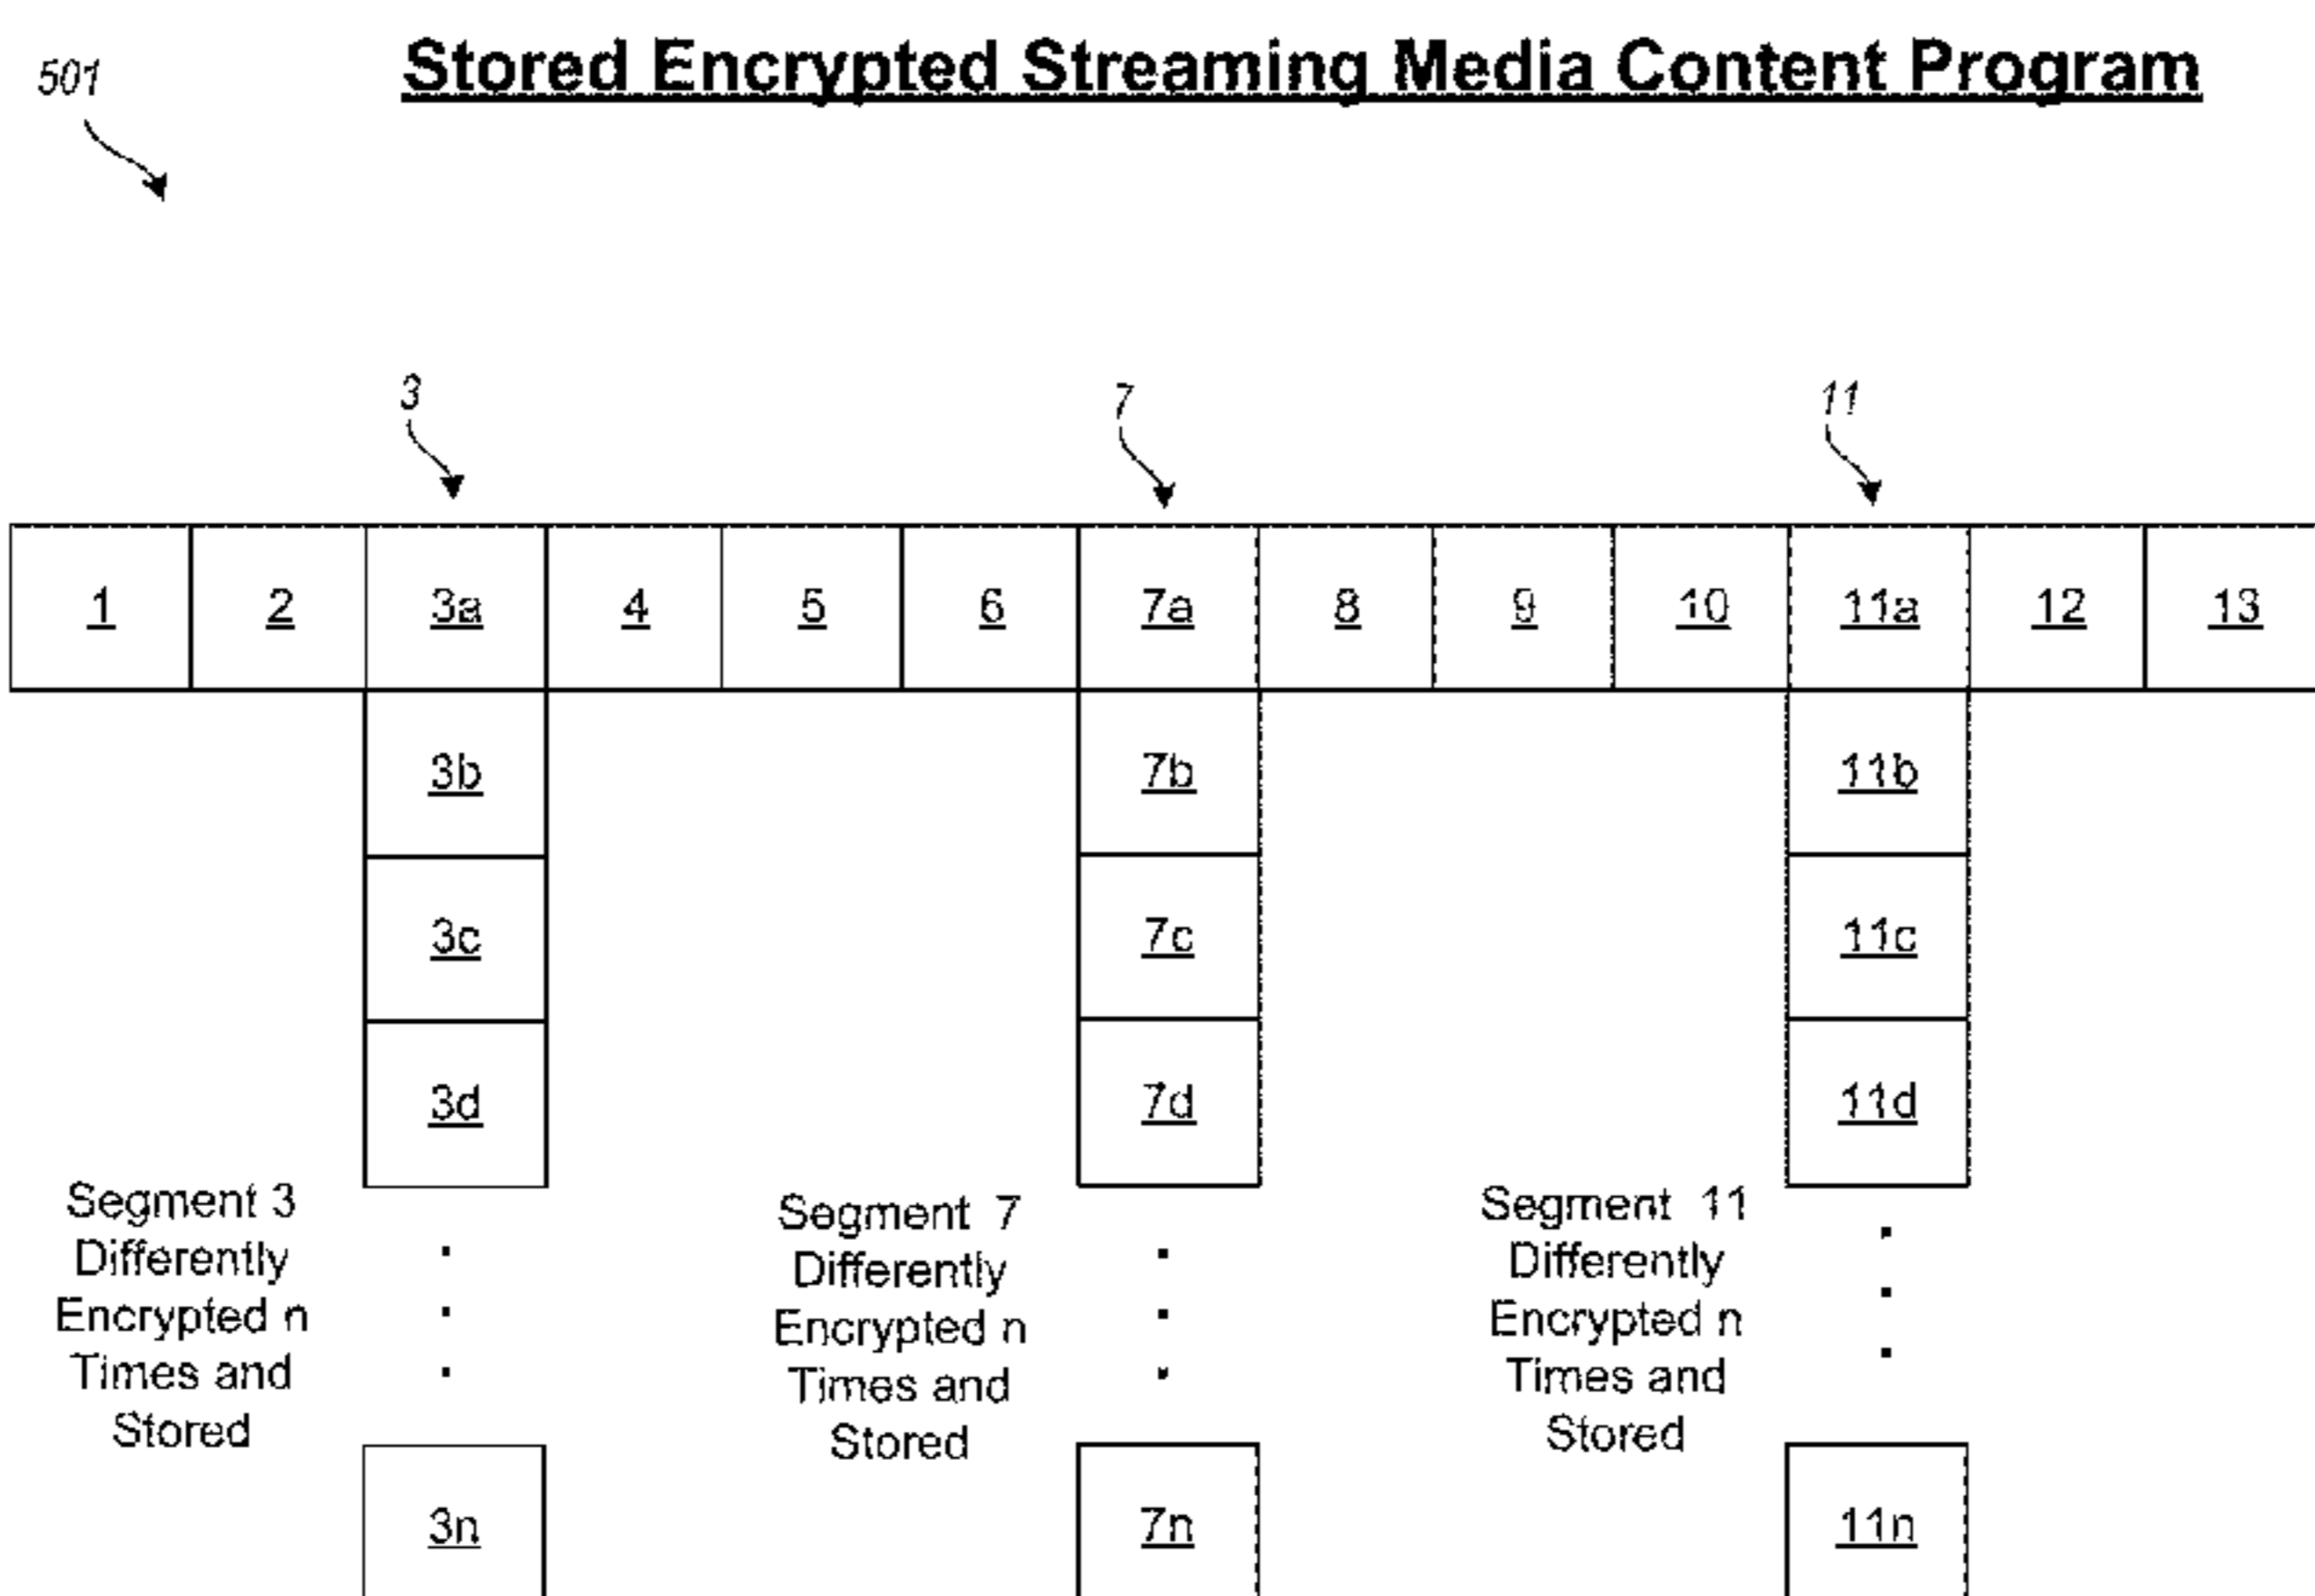 Stored Encrypted Streaming Media Content Program
501
3
7
11
1 2 3a 4 5 6 7a 8 9 10 11a 12 13
3b 7b 11b
3c 7c 11c
3d 7d 11d
Segment 3
Differently
Encrypted n
Times and
Stored
Segment 7
Differently
Encrypted n
Times and
Stored
Segment 11
Differently
Encrypted n
Times and
Stored
3n 7n 11n